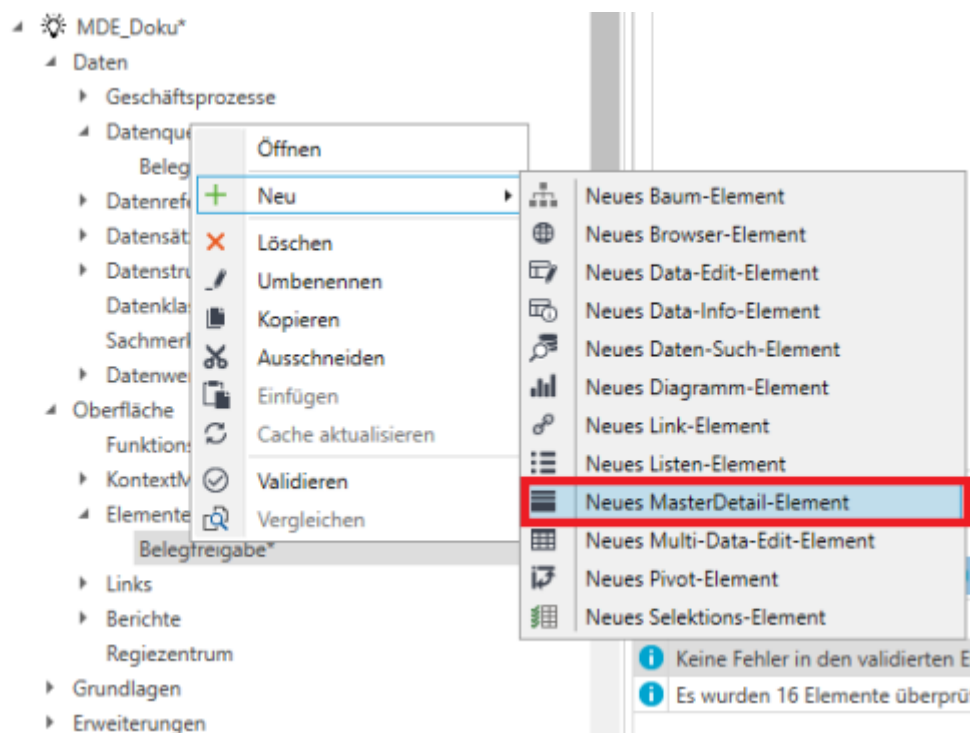 MDE_Doku*
Daten
Geschäftsprozesse
Datenque
Beleg
Datenrefe
Datensät
Datenstru
Datenkla
Sachmerk
Datenwe
Oberfläche
Funktions
KontextM
Elemente
Belegfreigabe*
Links
Berichte
Regiezentrum
Grundlagen
Erweiterungen
Öffnen
Neu
Löschen
Umbenennen
Kopieren
Ausschneiden
Einfügen
Cache aktualisieren
Validieren
Vergleichen
Neues Baum-Element
Neues Browser-Element
Neues Data-Edit-Element
Neues Data-Info-Element
Neues Daten-Such-Element
Neues Diagramm-Element
Neues Link-Element
Neues Listen-Element
Neues MasterDetail-Element
Neues Multi-Data-Edit-Element
Neues Pivot-Element
Neues Selektions-Element
Keine Fehler in den validierten E
Es wurden 16 Elemente überprü